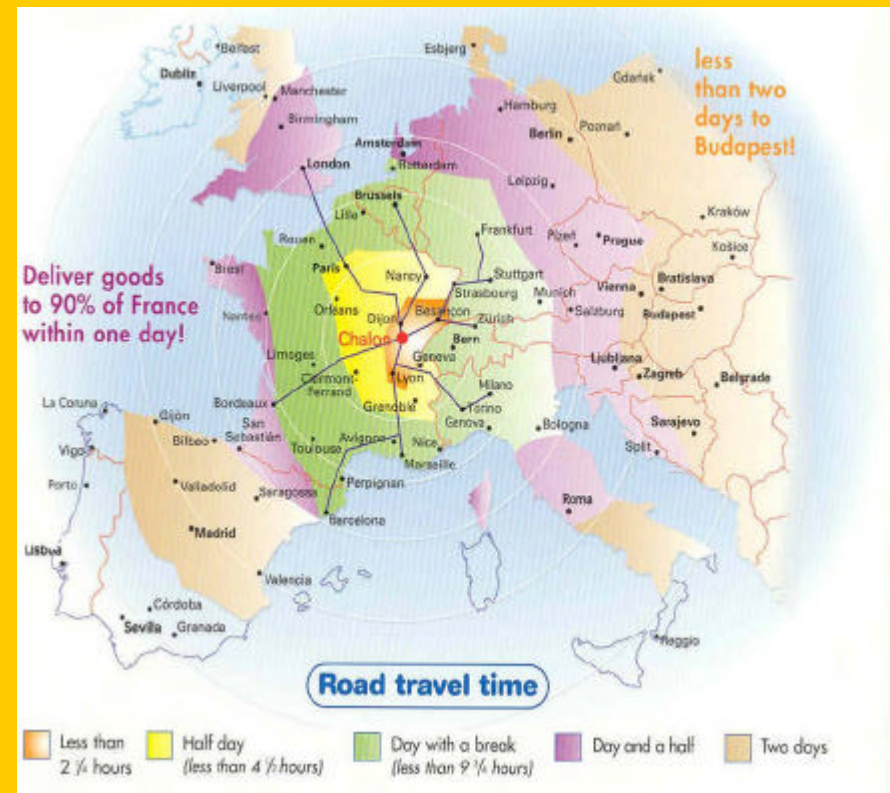 less
than two
days to
Budapest!
Deliver goods
to 90% of France
within one day!
Belfast
Dublin
Liverpool
Manchester
Birmingham
London
Esbjerg
Gdańsk
Hamburg
Berlin
Poznań
Amsterdam
Rotterdam
Leipzig
Brussels
Lille
Kraków
Košice
Frankfurt
Plzeň
Prague
Rouen
Paris
Nancy
Stuttgart
Strasbourg
Munich
Vienna
Bratislava
Brest
Nantes
Orléans
Dijon
Besançon
Zürich
Salzburg
Budapest
Chalon
Bern
Limoges
Clermont-
Ferrand
Lyon
Geneva
Ljubljana
Zagreb
Belgrade
Grenoble
Milano
Torino
La Coruna
Gijón
Bordeaux
San
Sebastián
Bilbao
Avignon
Nice
Genova
Bologna
Sarajevo
Split
Vigo
Toulouse
Marseille
Porto
Valladolid
Saragossa
Perpignan
Roma
Madrid
Barcelona
Lisboa
Valencia
Córdoba
Sevilla
Granada
Reggio
Road travel time
Less than
2 ¼ hours
Half day
(less than 4 ½ hours)
Day with a break
(less than 9 ¾ hours)
Day and a half
Two days